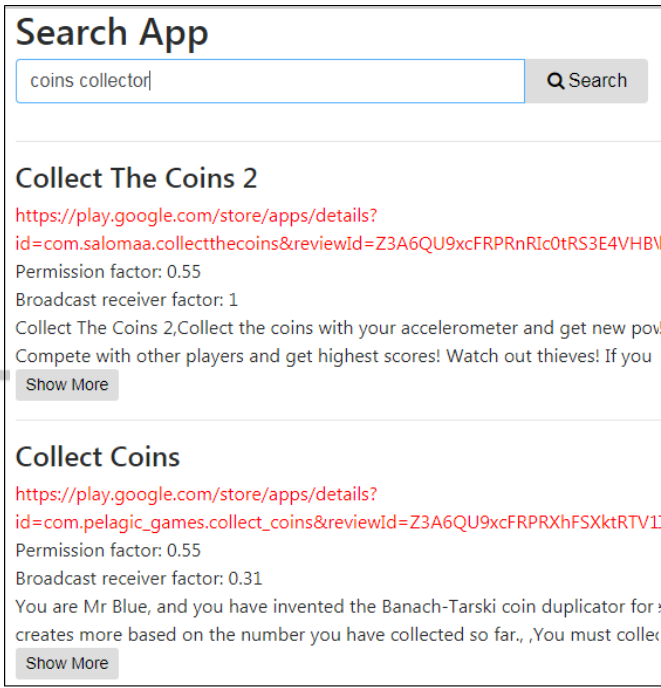 Search App
coins collector
Search
Collect The Coins 2
https://play.google.com/store/apps/details?
id=com.salomaa.collectthecoins&reviewId=Z3A6QU9xcFRPRnRIc0tRS3E4VHB
Permission factor: 0.55
Broadcast receiver factor: 1
Collect The Coins 2,Collect the coins with your accelerometer and get new
Compete with other players and get highest scores! Watch out thieves! If you
Show More
Collect Coins
https://play.google.com/store/apps/details?
id=com.pelagic_games.collect_coins&reviewId=Z3A6QU9xcFRPRXhFSXktRTV1
Permission factor: 0.55
Broadcast receiver factor: 0.31
You are Mr Blue, and you have invented the Banach-Tarski coin duplicator for
creates more based on the number you have collected so far., ,You must
Show More